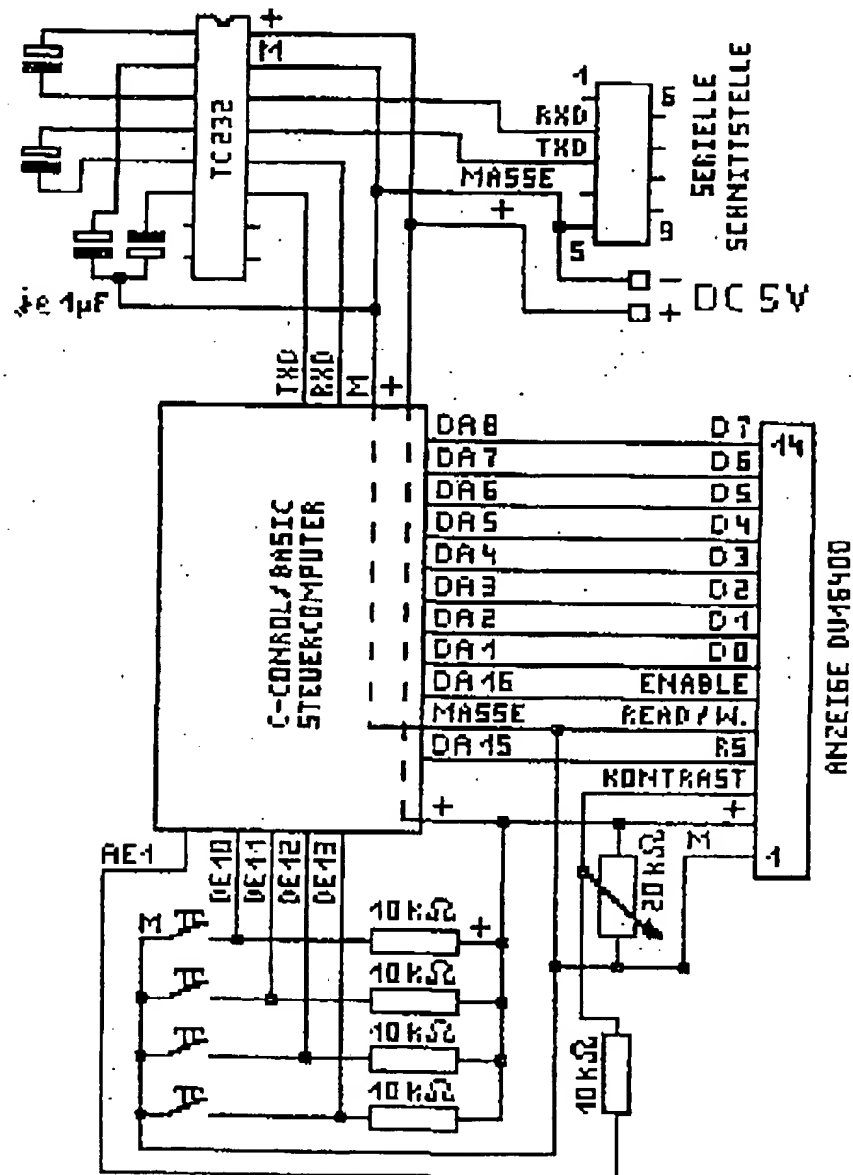 +
M
TC232
je 1µF
1
6
RXD
TXD
MASSE
+
5
9
SERIELLE
SCHNITTSTELLE
-
+
DC 5V
TXD
RXD
M
+
C-CONROL/BASIC
STEUERCOMPUTER
DA8
D7
DA7
D6
DA6
D5
DA5
D4
DA4
D3
DA3
D2
DA2
D1
DA1
D0
DA16
ENABLE
MASSE
READ/W.
DA15
RS
KONTRAST
+
+
M
14
1
ANZEIGE DV16400
AE1
DE10
DE11
DE12
DE13
M
10KΩ
+
10KΩ
10KΩ
10KΩ
20KΩ
10KΩ